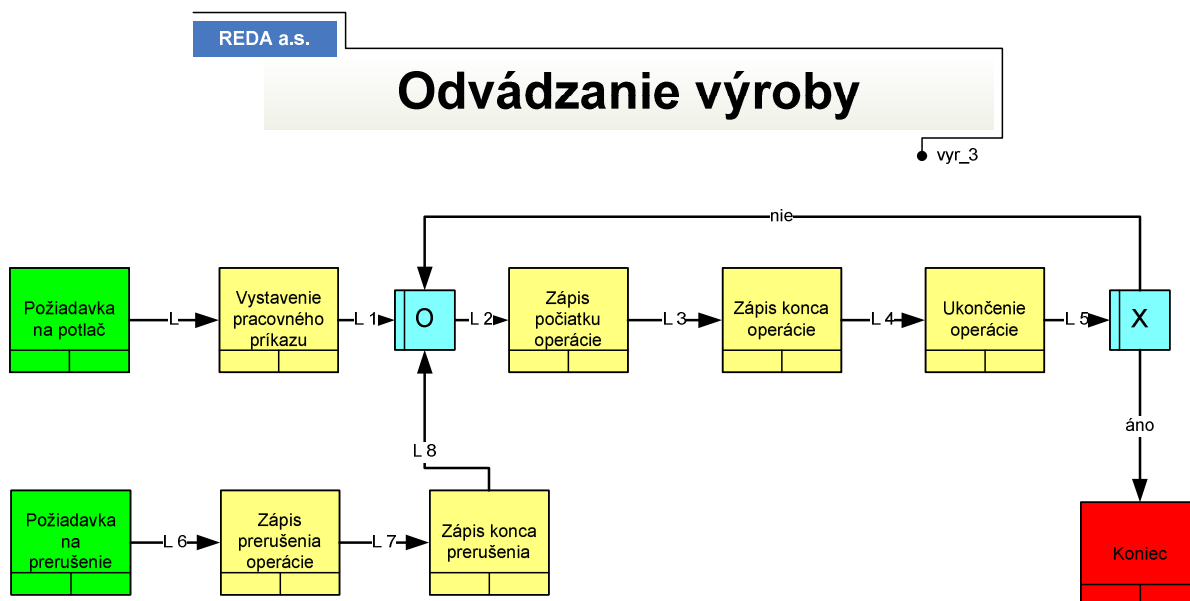 REDA a.s.
Odvádzanie výroby
vyr_3
nie
Požiadavka
na potlač
L
Vystavenie
pracovného
príkazu
L 1
O
L 2
Zápis
počiatku
operácie
L 3
Zápis konca
operácie
L 4
Ukončenie
operácie
L 5
X
áno
L 8
Požiadavka
na
prerušenie
L 6
Zápis
prerušenia
operácie
L 7
Zápis konca
prerušenia
Koniec